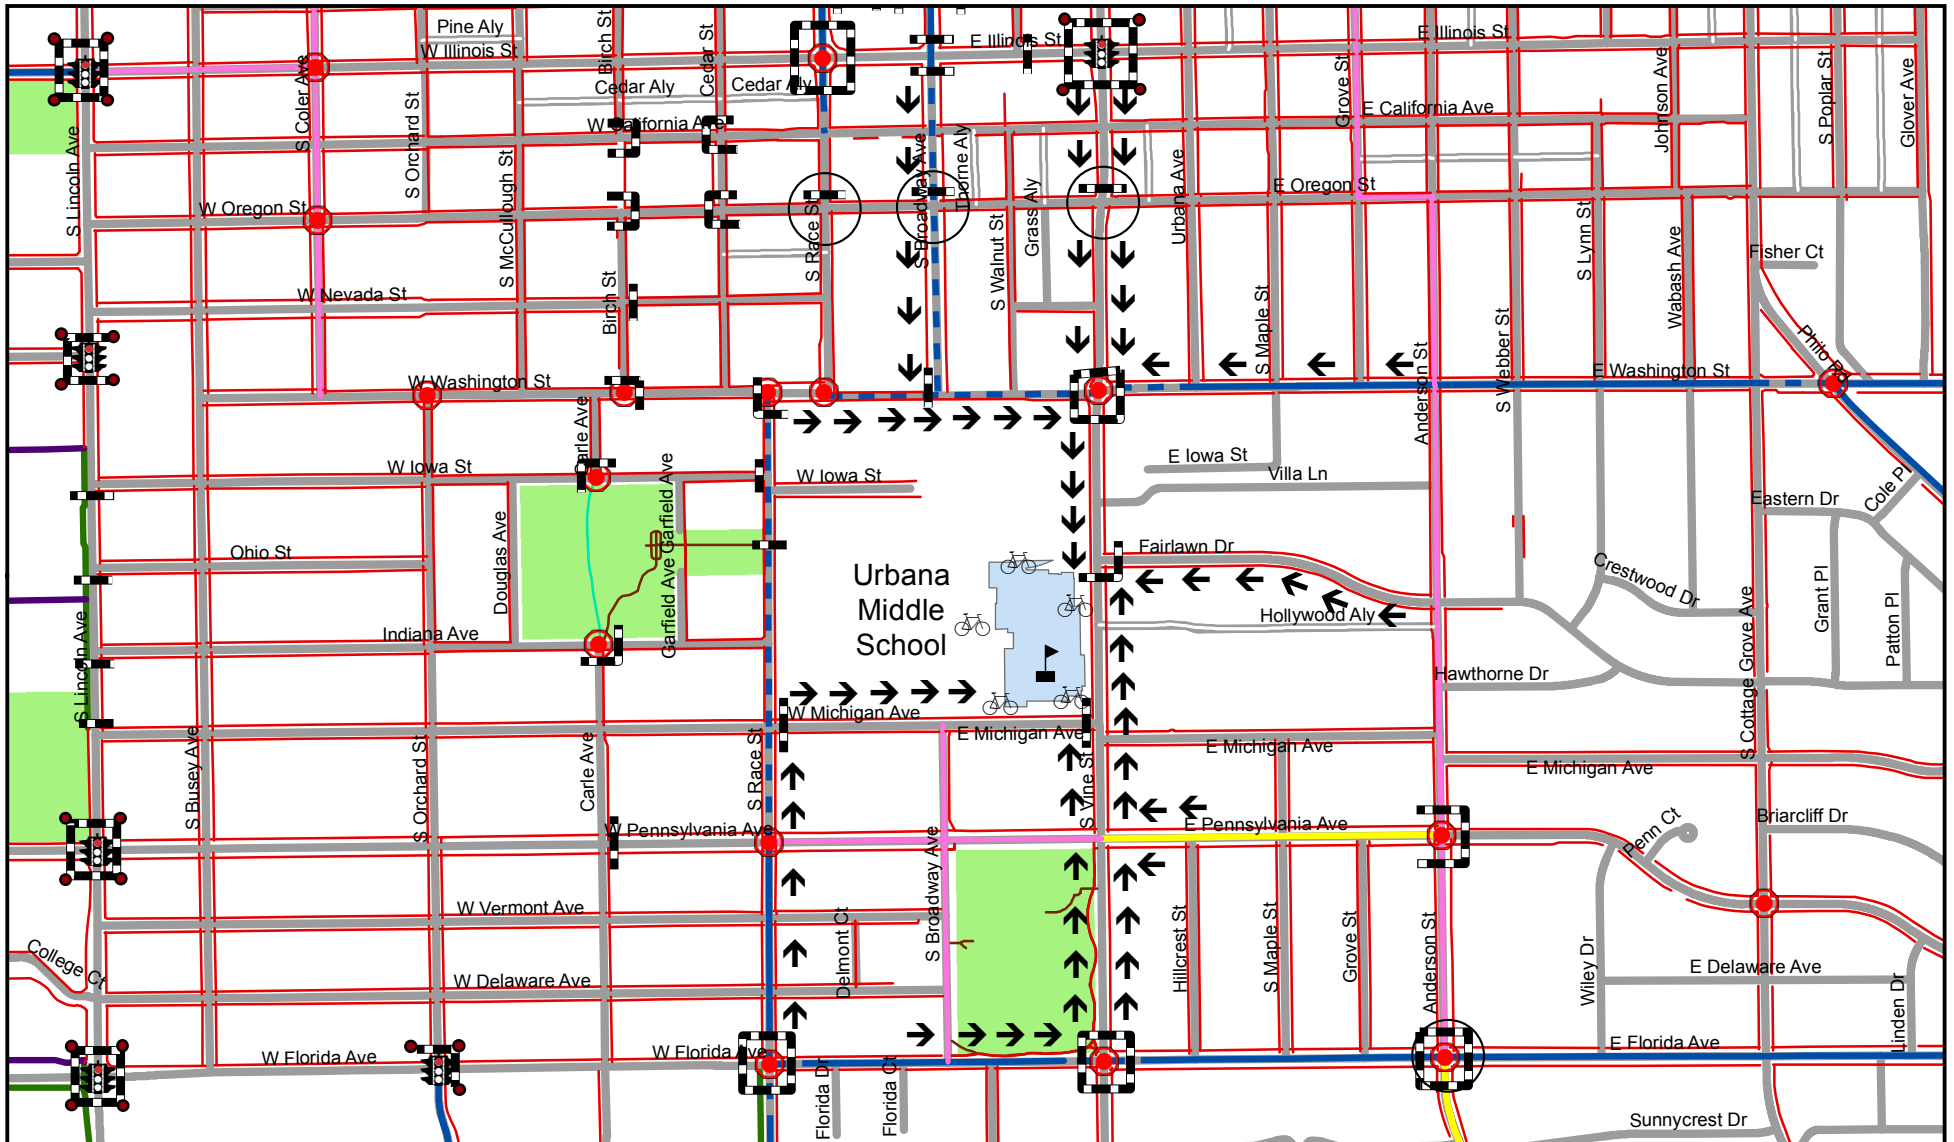 Pine Aly
W Illinois St
E Illinois St
E Illinois St
Birch St
Cedar St
S Coler Ave
S Orchard St
Cedar Aly
Cedar Aly
Grove St
Johnson Ave
S Poplar St
Glover Ave
W California Ave
E California Ave
S Lincoln Ave
S McCullough St
S Race St
S Broadway Ave
Thorne Aly
Grass Aly
Urbana Ave
W Oregon St
E Oregon St
S Walnut St
S Lynn St
Wabash Ave
Fisher Ct
W Nevada St
Birch St
S Maple St
S Webber St
Anderson St
Philo Rd
W Washington St
E Washington St
Carle Ave
W Iowa St
W Iowa St
E Iowa St
Villa Ln
Eastern Dr
Cole Pl
Garfield Ave
Douglas Ave
Ohio St
Fairlawn Dr
Crestwood Dr
Grant Pl
Patton Pl
Urbana
Middle
School
Garfield Ave
Hollywood Aly
Indiana Ave
S Lincoln Ave
Hawthorne Dr
S Cottage Grove Ave
W Michigan Ave
E Michigan Ave
E Michigan Ave
E Michigan Ave
S Busey Ave
S Orchard St
Carle Ave
S Race St
S Vine St
W Pennsylvania Ave
E Pennsylvania Ave
Penn Ct
Briarcliff Dr
S Broadway Ave
W Vermont Ave
Delmont Ct
Hillcrest St
S Maple St
Grove St
Anderson St
Wiley Dr
College Ct
W Delaware Ave
E Delaware Ave
Linden Dr
W Florida Ave
W Florida Ave
E Florida Ave
Florida Dr
Florida Ct
Sunnycrest Dr